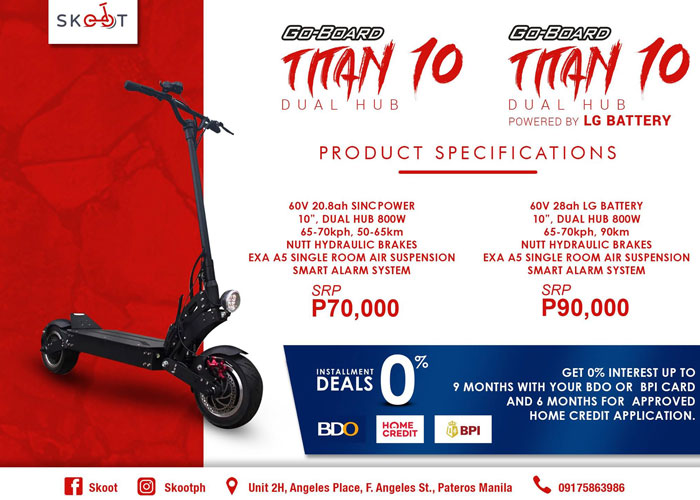 SKOOT
GO-BOARD
TITAN 10
DUAL HUB
GO-BOARD
TITAN 10
DUAL HUB
POWERED BY LG BATTERY
PRODUCT SPECIFICATIONS
60V 20.8ah SINCPOWER
10”, DUAL HUB 800W
65-70kph, 50-65km
NUTT HYDRAULIC BRAKES
EXA A5 SINGLE ROOM AIR SUSPENSION
SMART ALARM SYSTEM
SRP
P70,000
60V 28ah LG BATTERY
10”, DUAL HUB 800W
65-70kph, 90km
NUTT HYDRAULIC BRAKES
EXA A5 SINGLE ROOM AIR SUSPENSION
SMART ALARM SYSTEM
SRP
P90,000
INSTALLMENT
DEALS 0%
BDO
HOME
CREDIT
BPI
GET 0% INTEREST UP TO
9 MONTHS WITH YOUR BDO OR BPI CARD
AND 6 MONTHS FOR APPROVED
HOME CREDIT APPLICATION.
Skoot
Skootph
Unit 2H, Angeles Place, F. Angeles St., Pateros Manila
09175863986